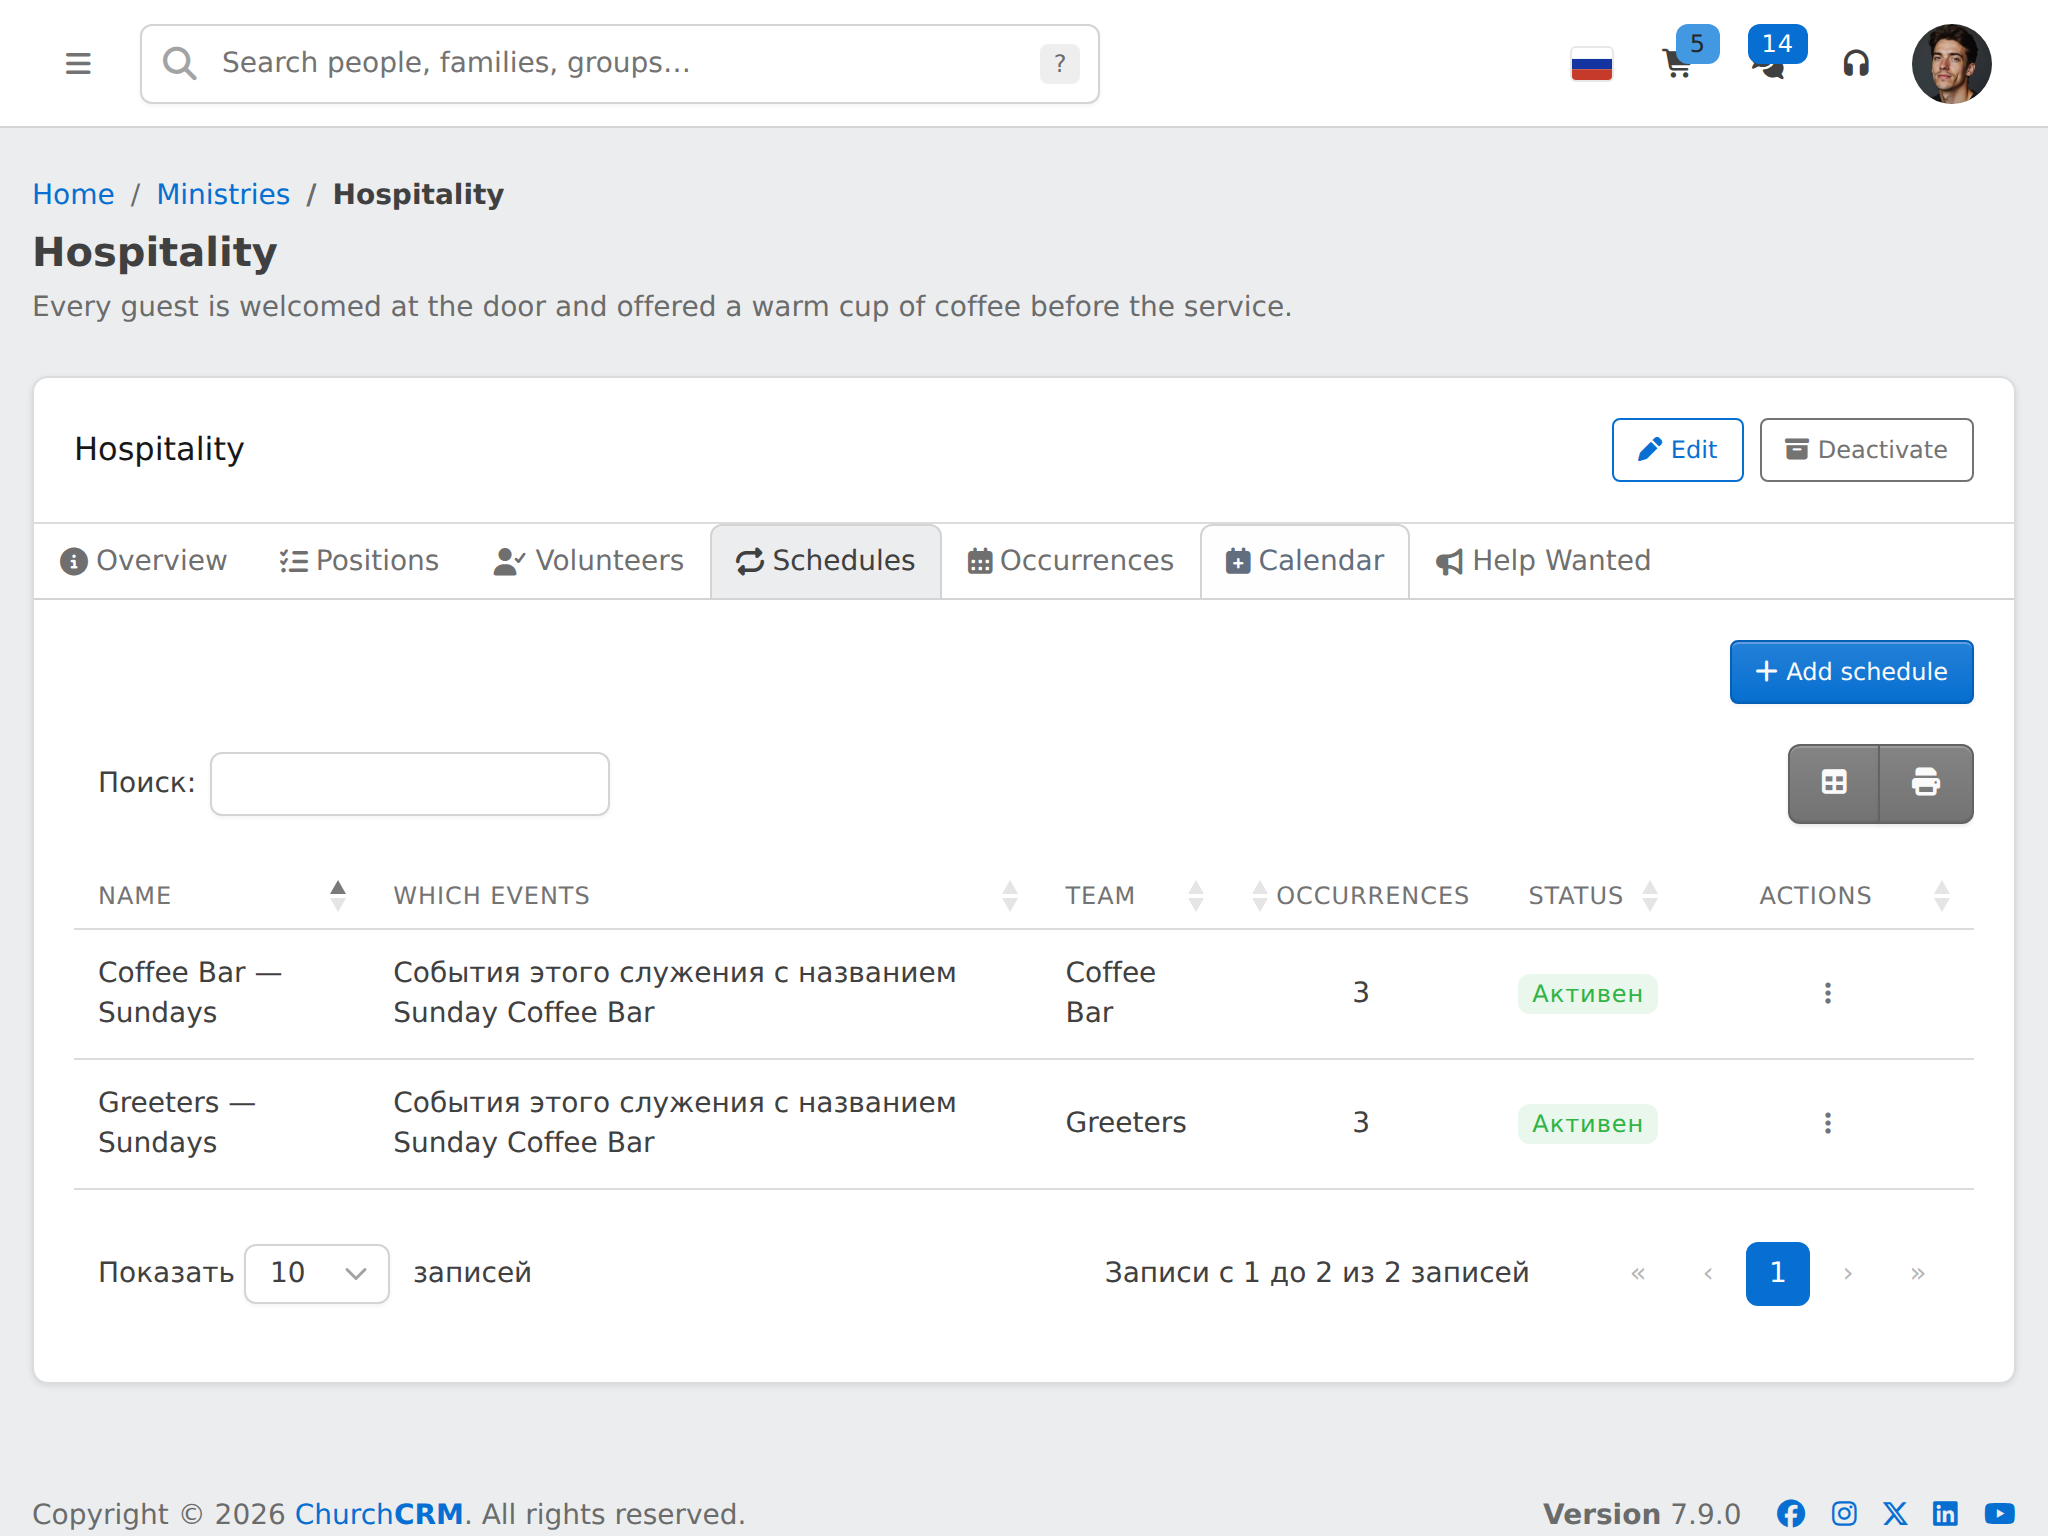 Search people, families, groups...
?
5
14
Home / Ministries / Hospitality
Hospitality
Every guest is welcomed at the door and offered a warm cup of coffee before the service.
Hospitality
Edit
Deactivate
Overview
Positions
Volunteers
Schedules
Occurrences
Calendar
Help Wanted
Add schedule
Поиск:
NAME
WHICH EVENTS
TEAM
OCCURRENCES
STATUS
ACTIONS
Coffee Bar —
Sundays
События этого служения с названием
Sunday Coffee Bar
Coffee
Bar
3
Активен
Greeters —
Sundays
События этого служения с названием
Sunday Coffee Bar
Greeters
3
Активен
Показать 10 записей
Записи с 1 до 2 из 2 записей
« ‹ 1 › »
Copyright © 2026 ChurchCRM. All rights reserved.
Version 7.9.0